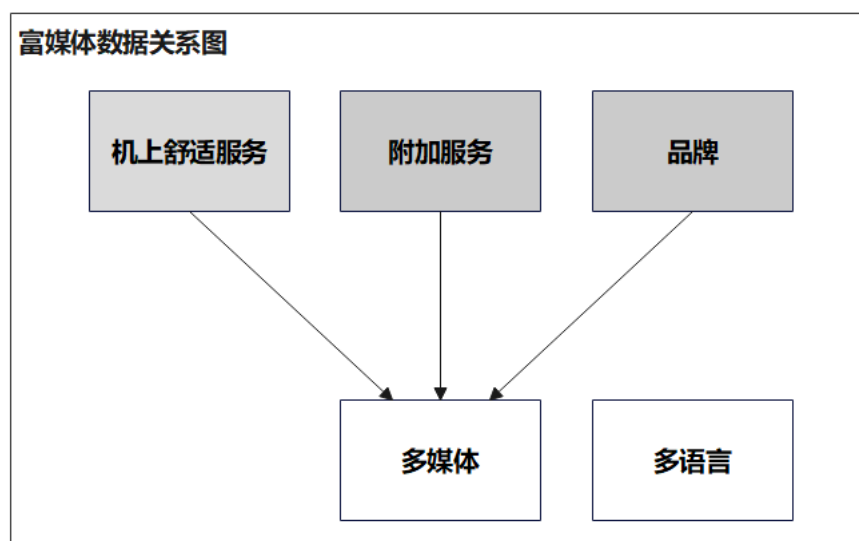 富媒体数据关系图
机上舒适服务
附加服务
品牌
多媒体
多语言